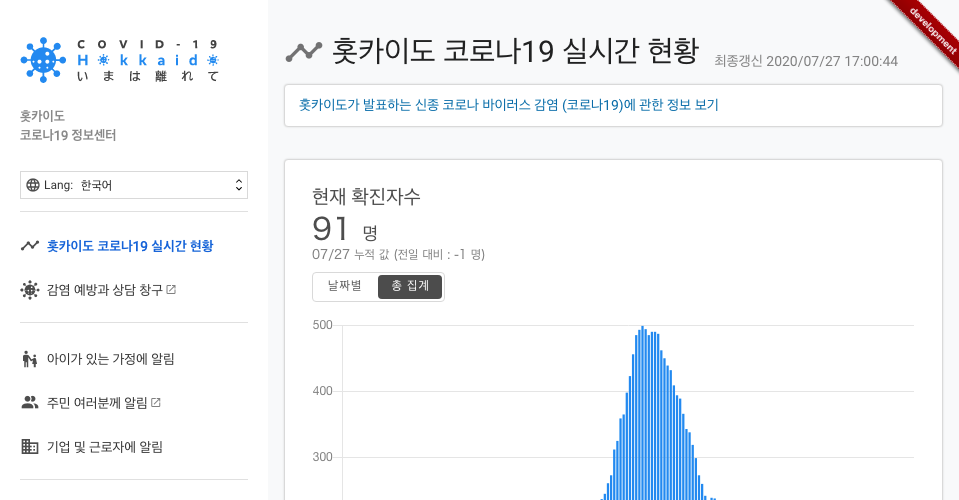 COVID-19
Hokkaido
いまは離れて
홋카이도
코로나19 정보센터
Lang: 한국어
홋카이도 코로나19 실시간 현황
감염 예방과 상담 창구
아이가 있는 가정에 알림
주민 여러분께 알림
기업 및 근로자에 알림
development
홋카이도 코로나19 실시간 현황
최종갱신 2020/07/27 17:00:44
홋카이도가 발표하는 신종 코로나 바이러스 감염 (코로나19)에 관한 정보 보기
현재 확진자수
91 명
07/27 누적 값 (전일 대비 : -1 명)
날짜별 총 집계
500
400
300